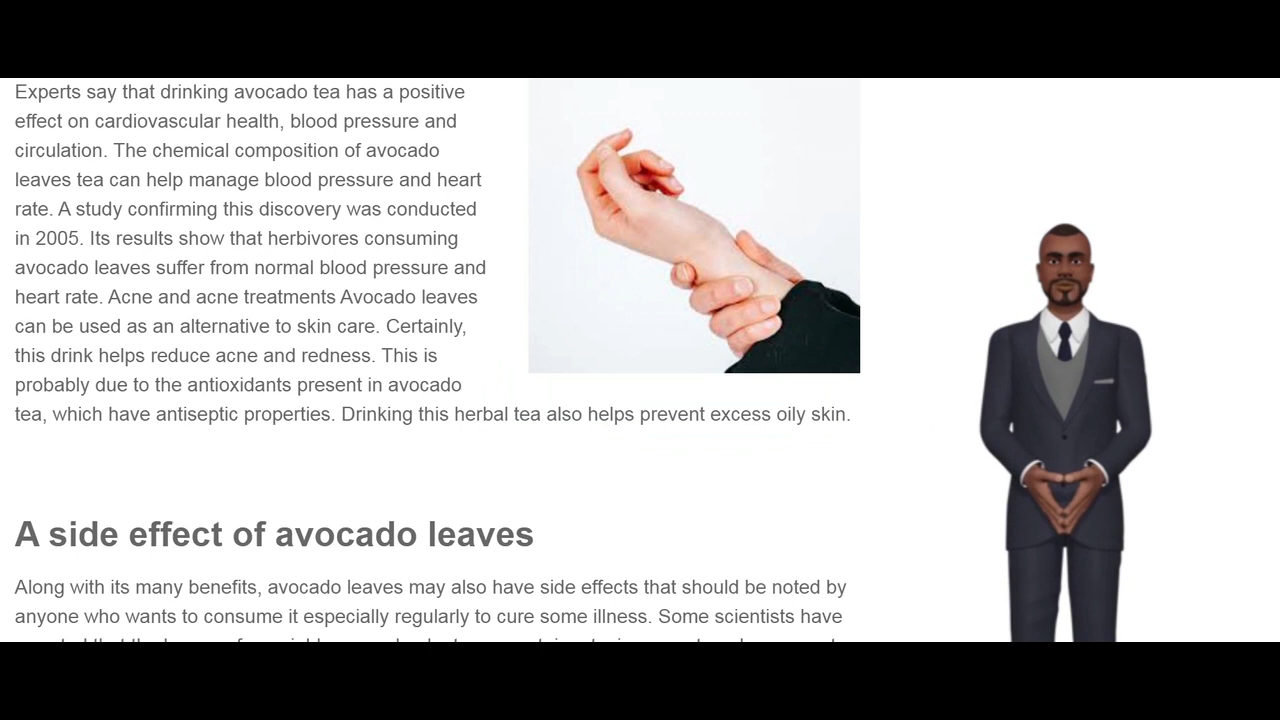 Experts say that drinking avocado tea has a positive
effect on cardiovascular health, blood pressure and
circulation. The chemical composition of avocado
leaves tea can help manage blood pressure and heart
rate. A study confirming this discovery was conducted
in 2005. Its results show that herbivores consuming
avocado leaves suffer from normal blood pressure and
heart rate. Acne and acne treatments Avocado leaves
can be used as an alternative to skin care. Certainly,
this drink helps reduce acne and redness. This is
probably due to the antioxidants present in avocado
tea, which have antiseptic properties. Drinking this herbal tea also helps prevent excess oily skin.
A side effect of avocado leaves
Along with its many benefits, avocado leaves may also have side effects that should be noted by
anyone who wants to consume it especially regularly to cure some illness. Some scientists have